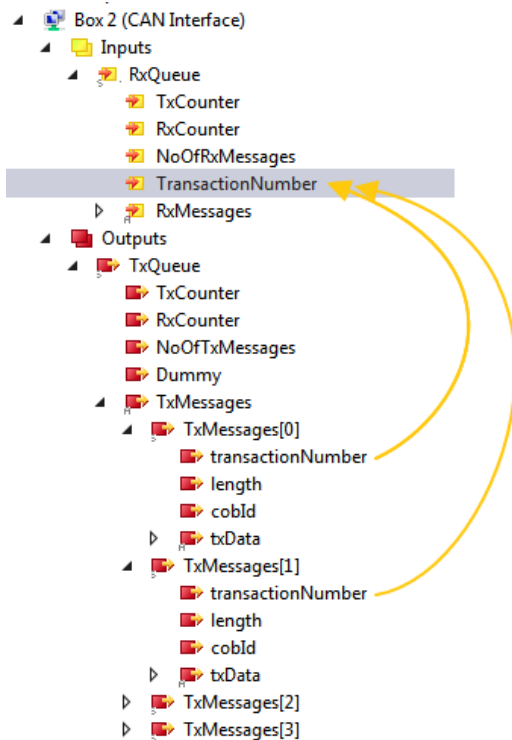 Box 2 (CAN Interface)
Inputs
RxQueue
TxCounter
RxCounter
NoOfRxMessages
TransactionNumber
RxMessages
Outputs
TxQueue
TxCounter
RxCounter
NoOfTxMessages
Dummy
TxMessages
TxMessages[0]
transactionNumber
length
cobId
txData
TxMessages[1]
transactionNumber
length
cobId
txData
TxMessages[2]
TxMessages[3]